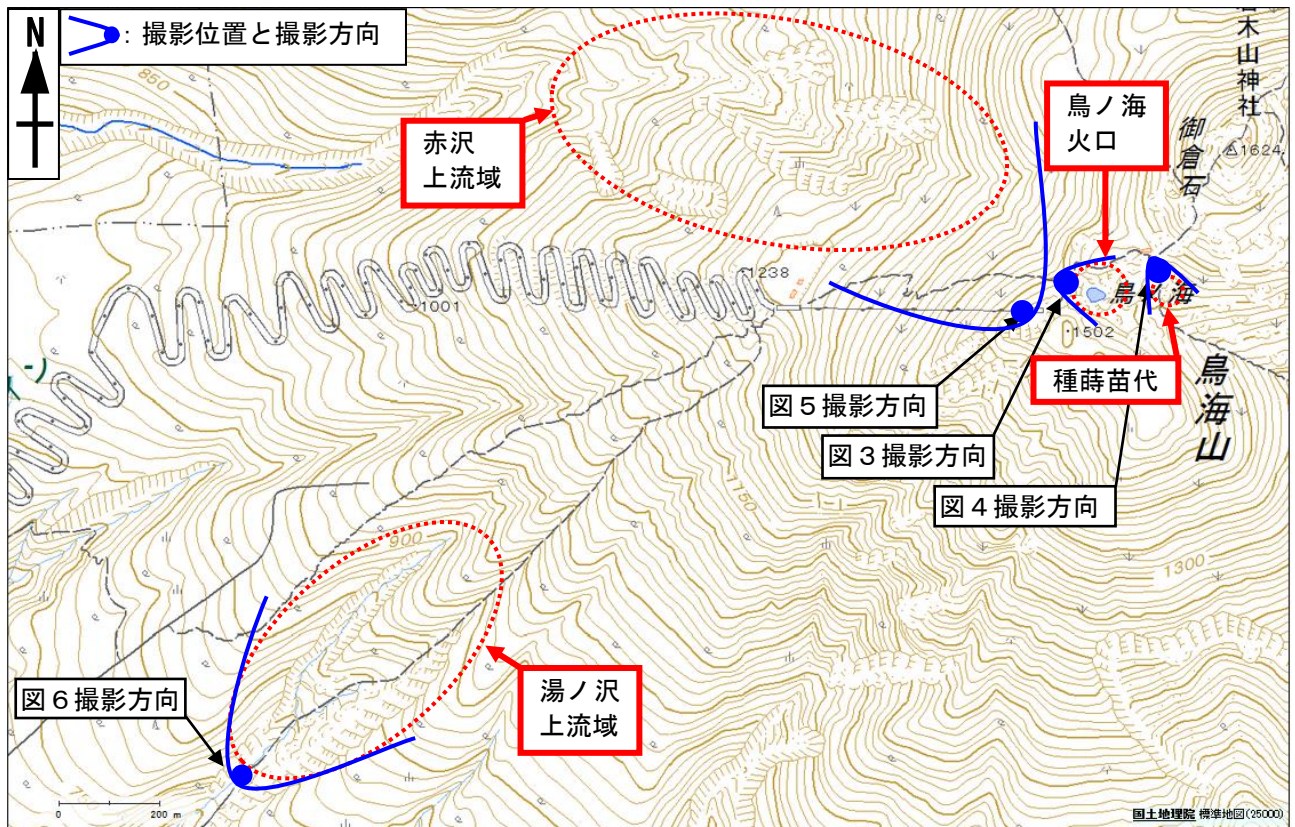 N
: 撮影位置と撮影方向
850
赤沢
上流域
鳥ノ海
火口
木山神社
御倉石
1624
1238
1001
鳥ノ海
1502
種蒔苗代
鳥海山
図5撮影方向
図3撮影方向
図4撮影方向
1150
1300
900
湯ノ沢
上流域
図6撮影方向
0 200 m
国土地理院 標準地図(25000)